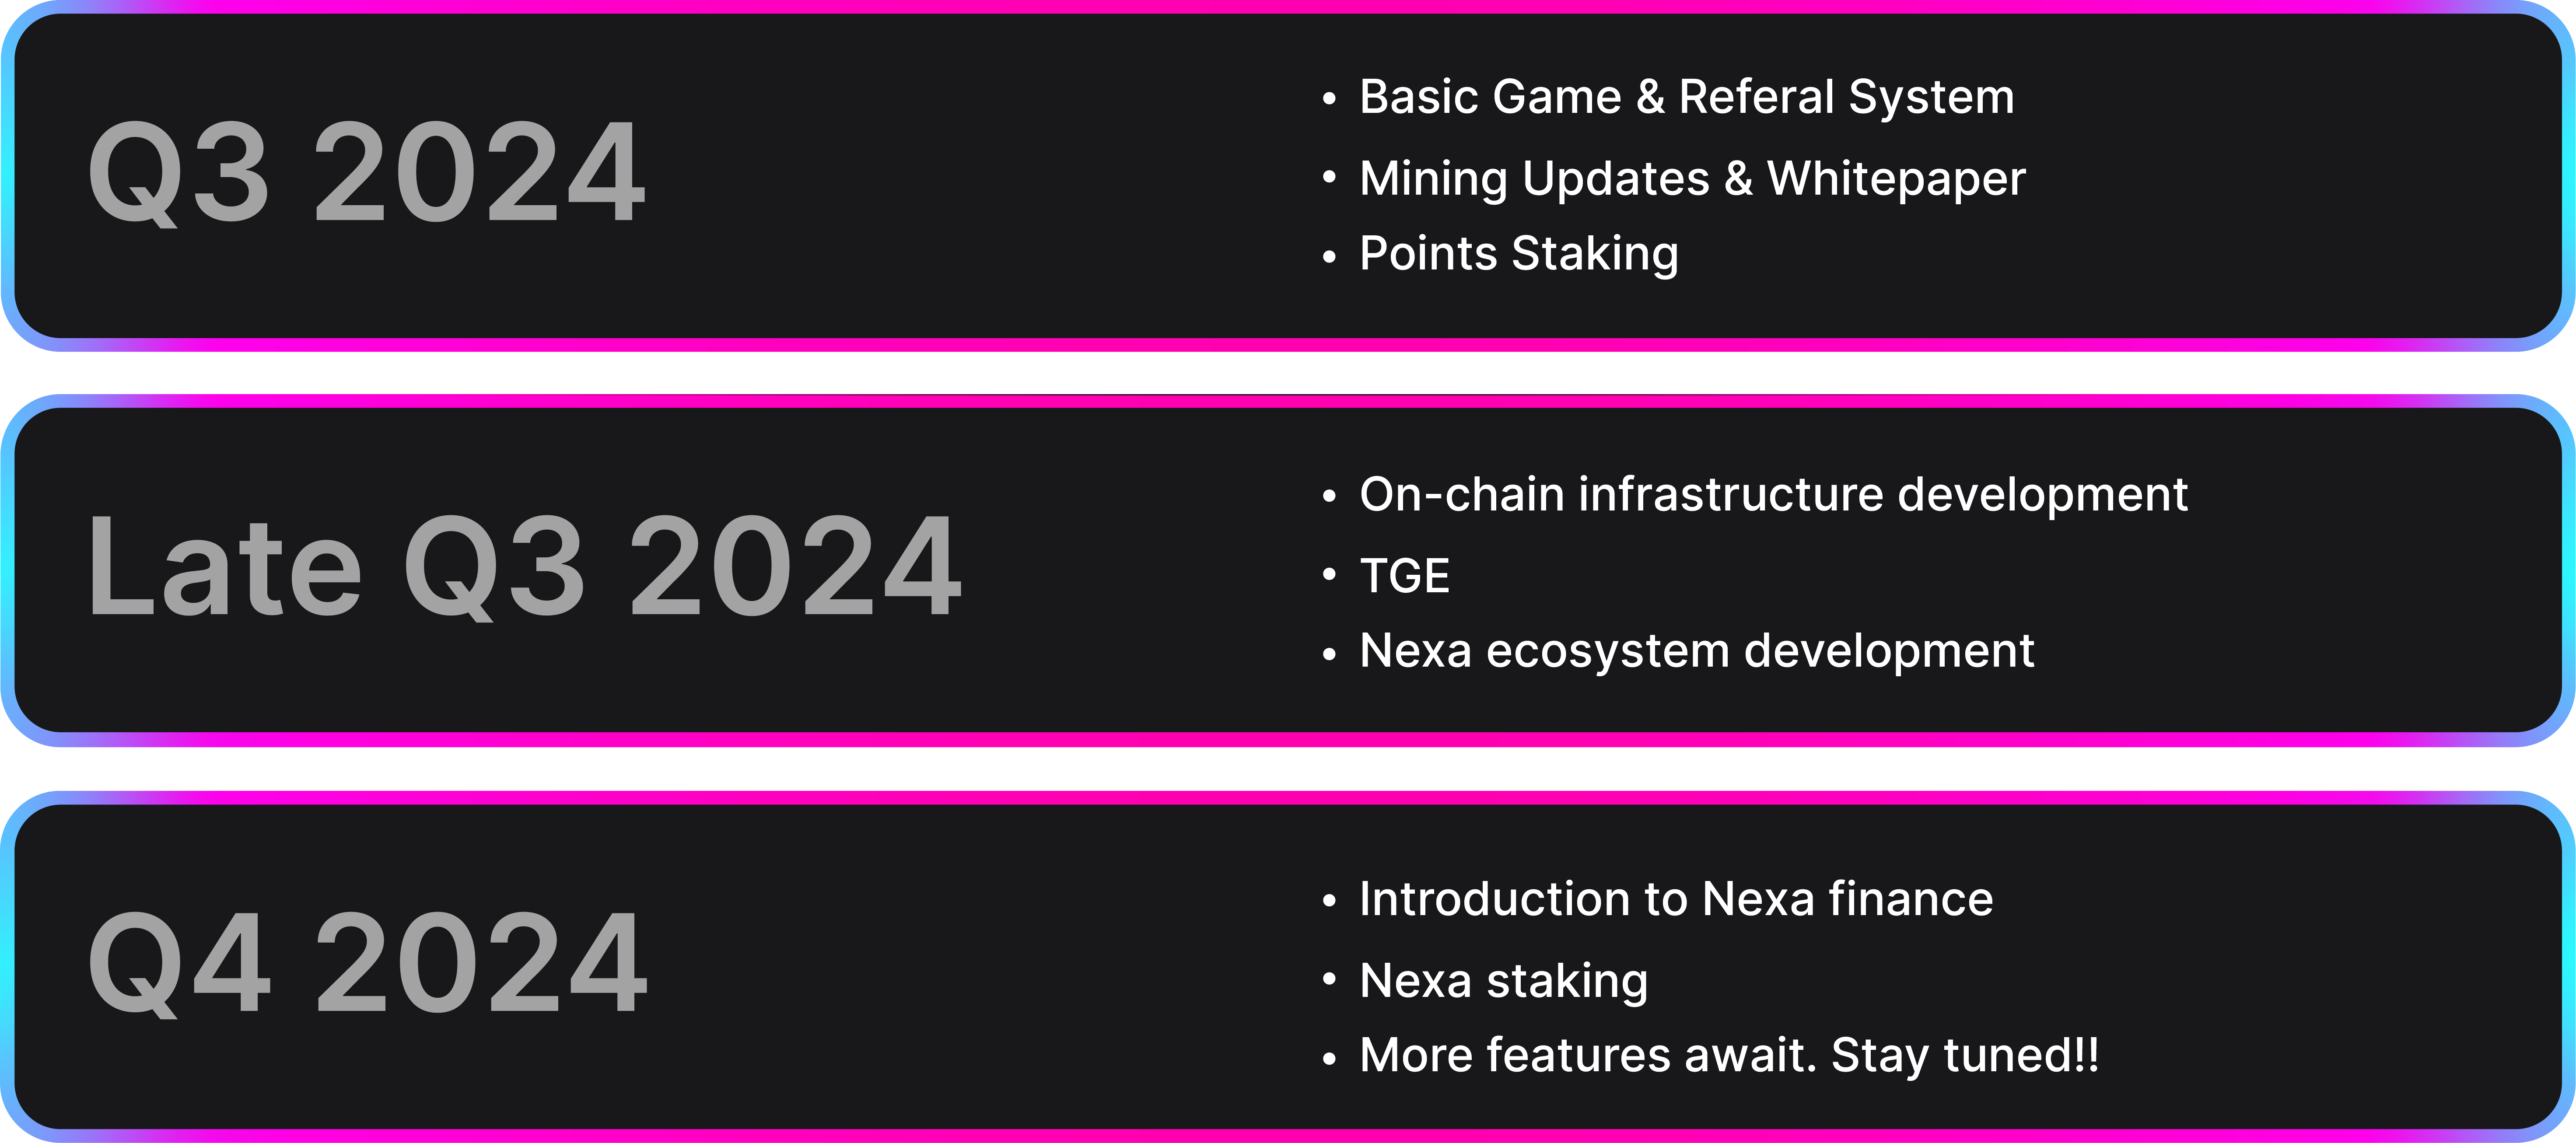 Q3 2024
• Basic Game & Referal System
• Mining Updates & Whitepaper
• Points Staking
Late Q3 2024
• On-chain infrastructure development
• TGE
• Nexa ecosystem development
Q4 2024
• Introduction to Nexa finance
• Nexa staking
• More features await. Stay tuned!!